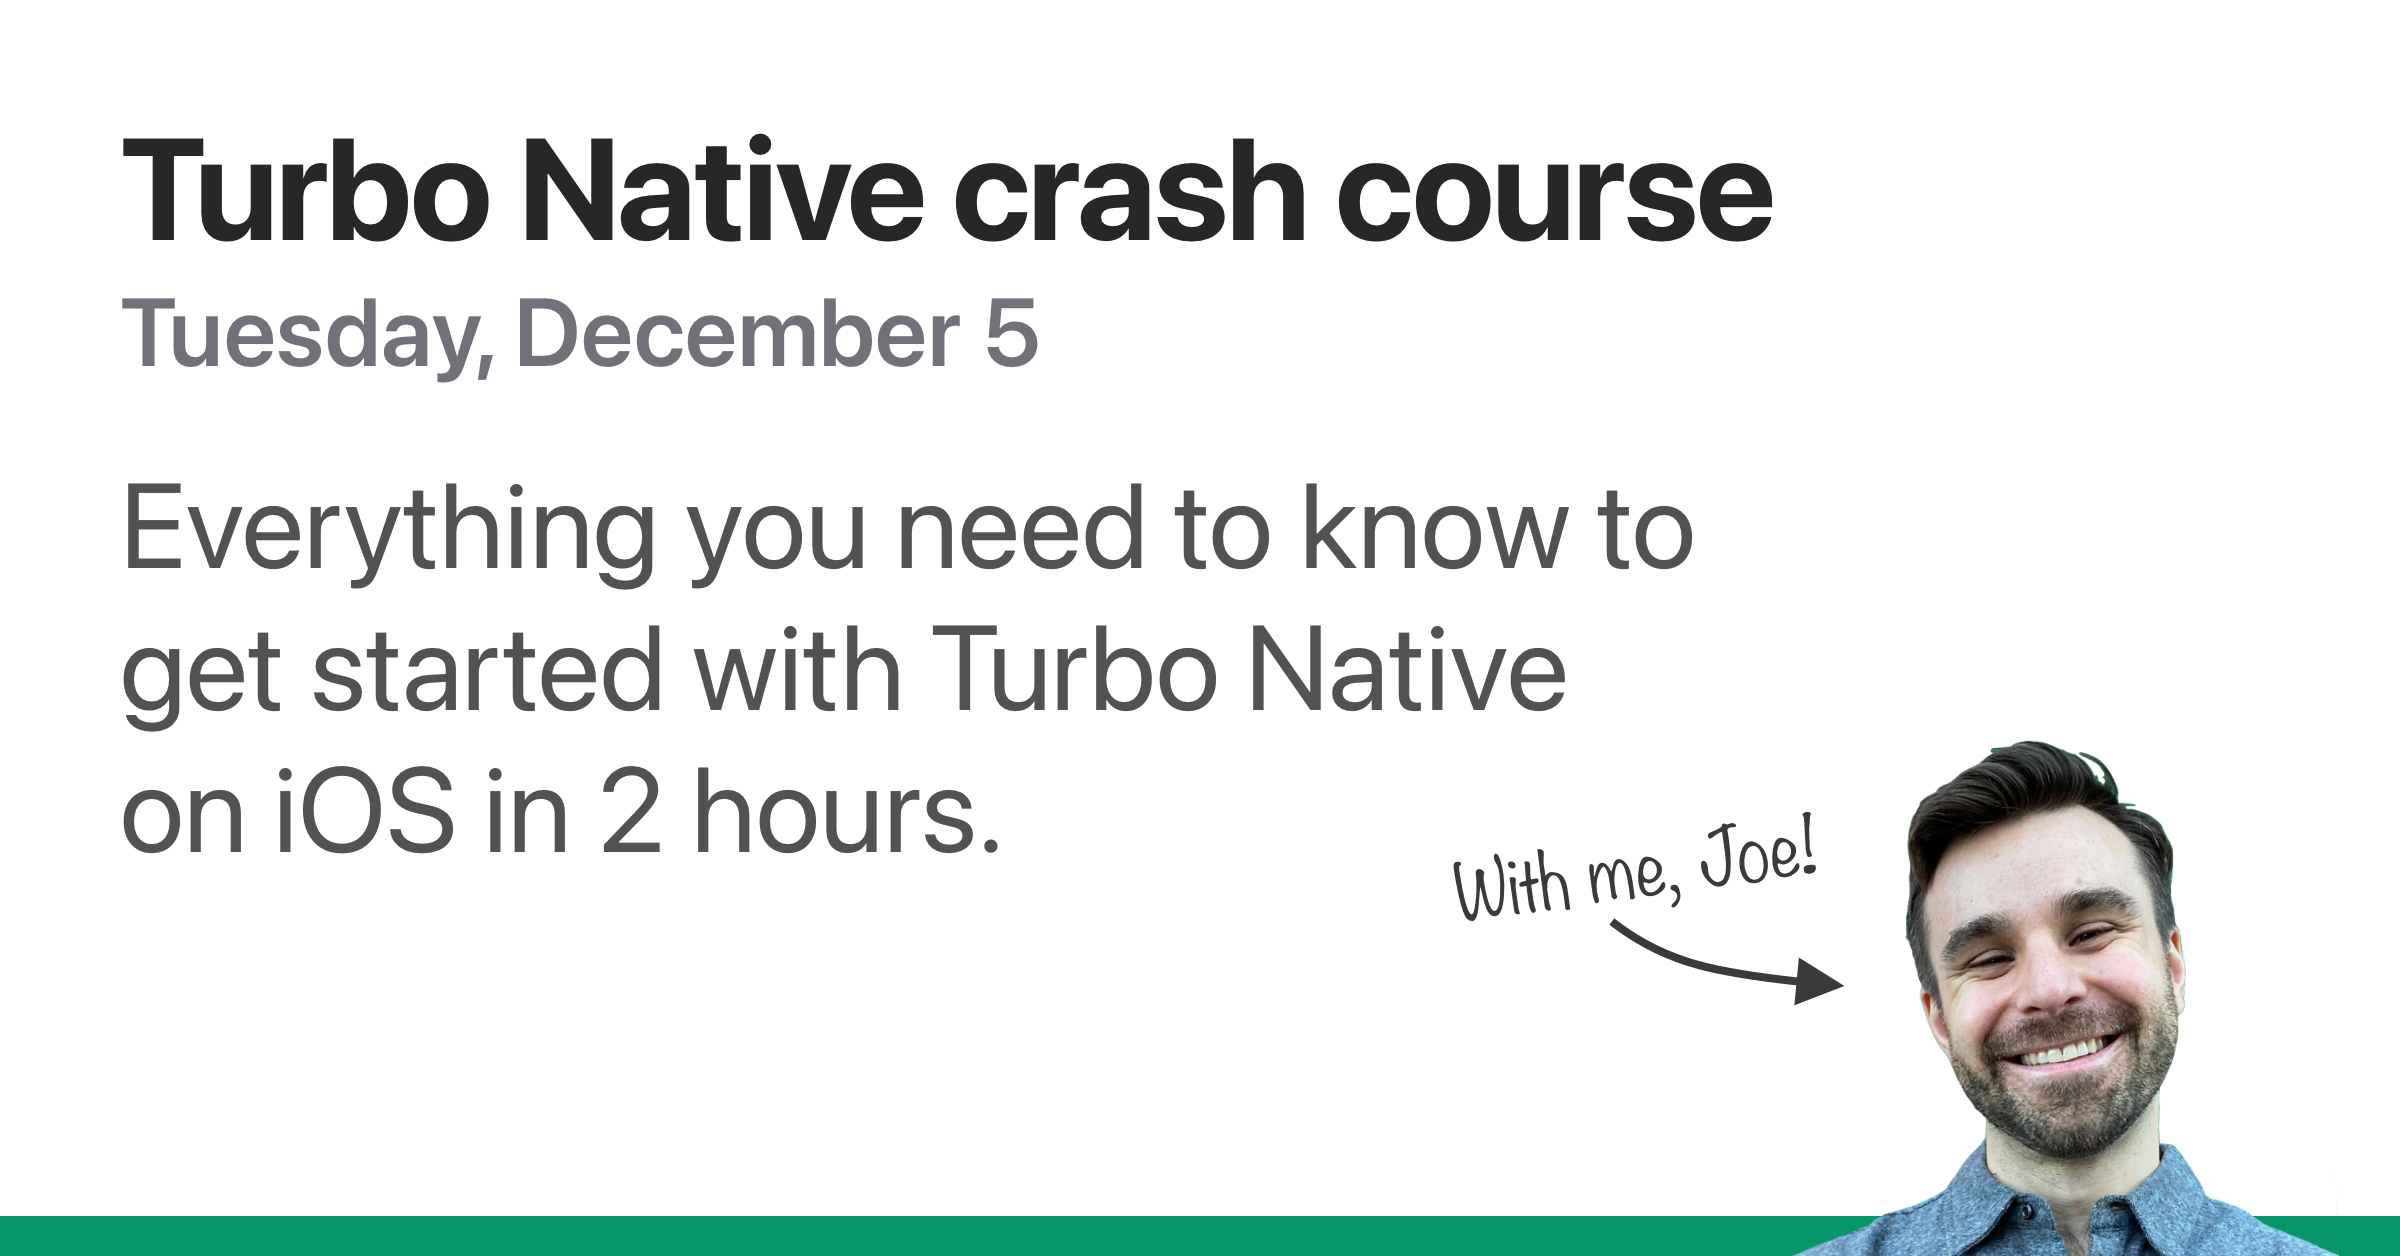 Turbo Native crash course
Tuesday, December 5
Everything you need to know to
get started with Turbo Native
on iOS in 2 hours.
With me, Joe!